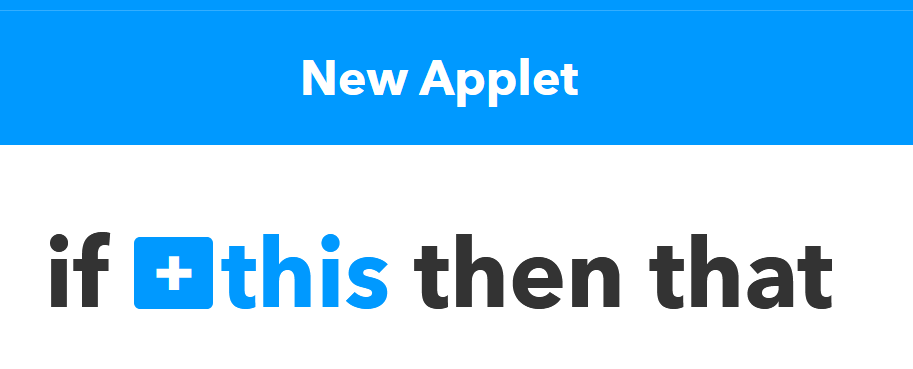 New Applet
if +this then that